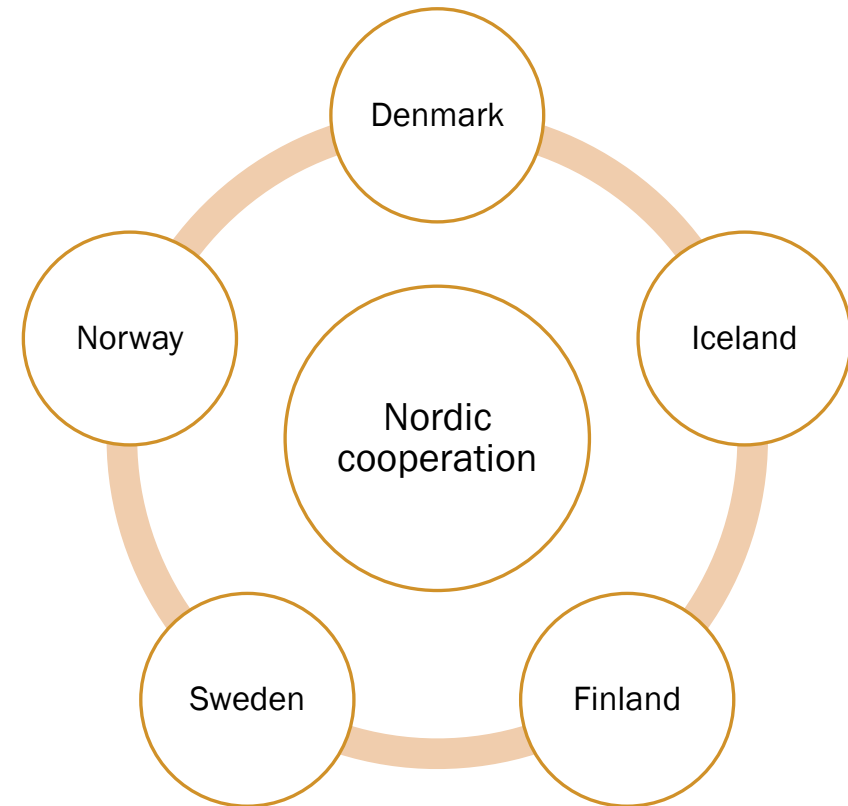 Denmark
Norway
Iceland
Nordic
cooperation
Sweden
Finland